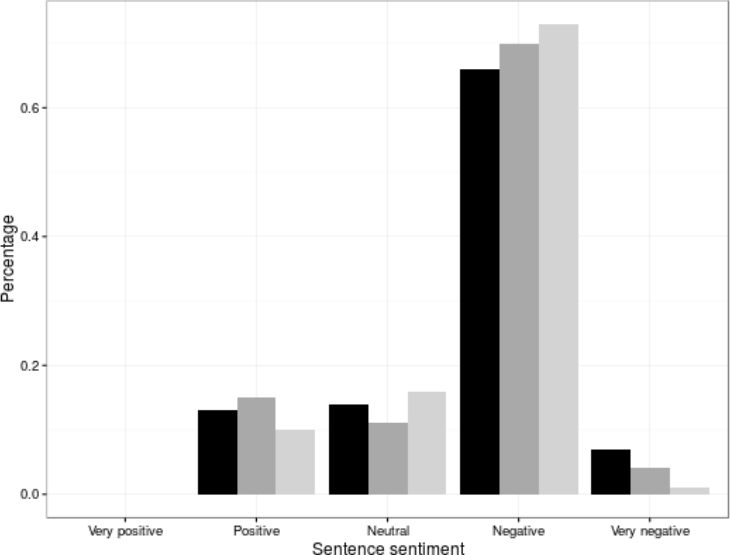 Percentage
0.6
0.4
0.2
0.0
Very positive Positive Neutral Negative Very negative
Sentence sentiment